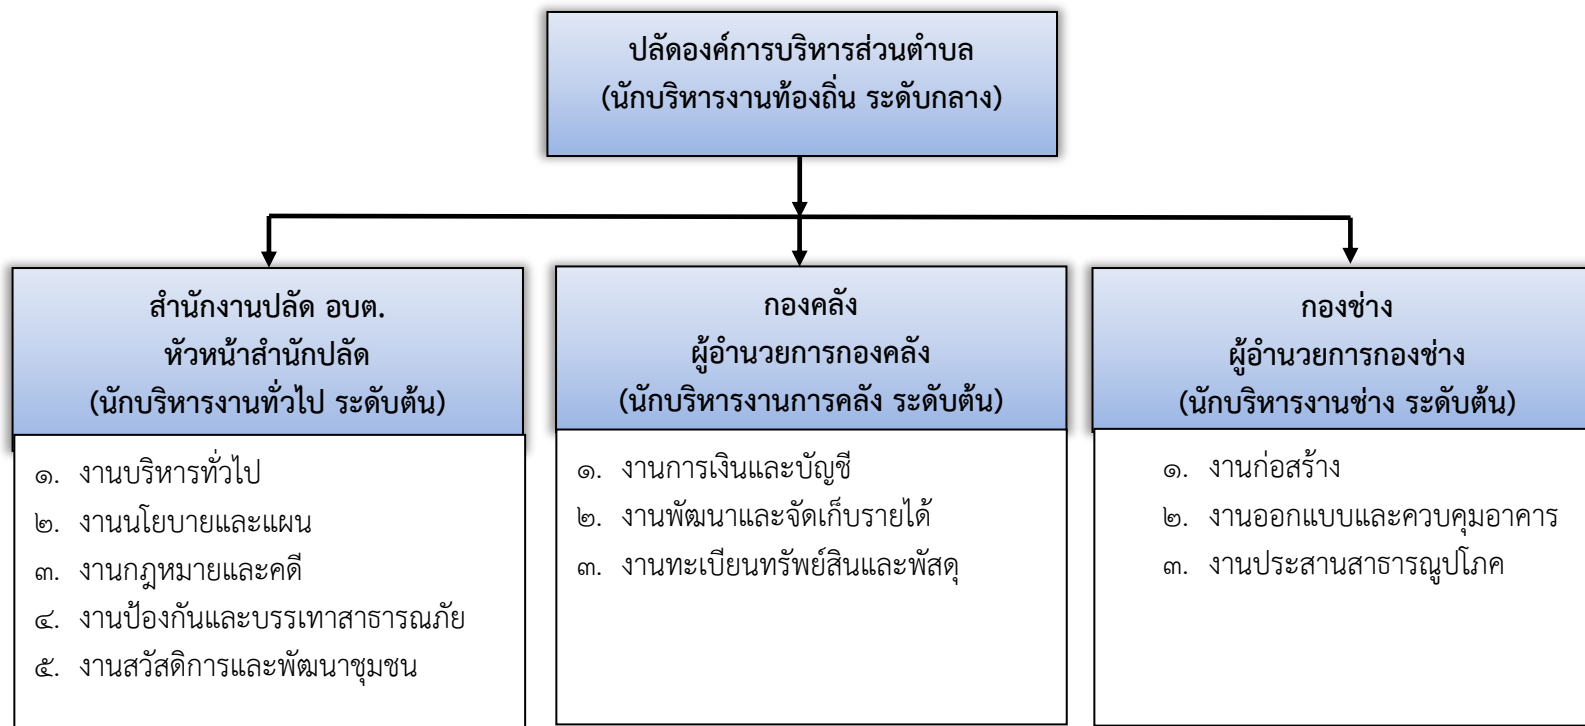 ปลัดองค์การบริหารส่วนตำบล
(นักบริหารงานท้องถิ่น ระดับกลาง)
สำนักงานปลัด อบต.
หัวหน้าสำนักปลัด
(นักบริหารงานทั่วไป ระดับต้น)
๑. งานบริหารทั่วไป
๒. งานนโยบายและแผน
๓. งานกฎหมายและคดี
๔. งานป้องกันและบรรเทาสาธารณภัย
๕. งานสวัสดิการและพัฒนาชุมชน
กองคลัง
ผู้อำนวยการกองคลัง
(นักบริหารงานการคลัง ระดับต้น)
๑. งานการเงินและบัญชี
๒. งานพัฒนาและจัดเก็บรายได้
๓. งานทะเบียนทรัพย์สินและพัสดุ
กองช่าง
ผู้อำนวยการกองช่าง
(นักบริหารงานช่าง ระดับต้น)
๑. งานก่อสร้าง
๒. งานออกแบบและควบคุมอาคาร
๓. งานประสานสาธารณูปโภค